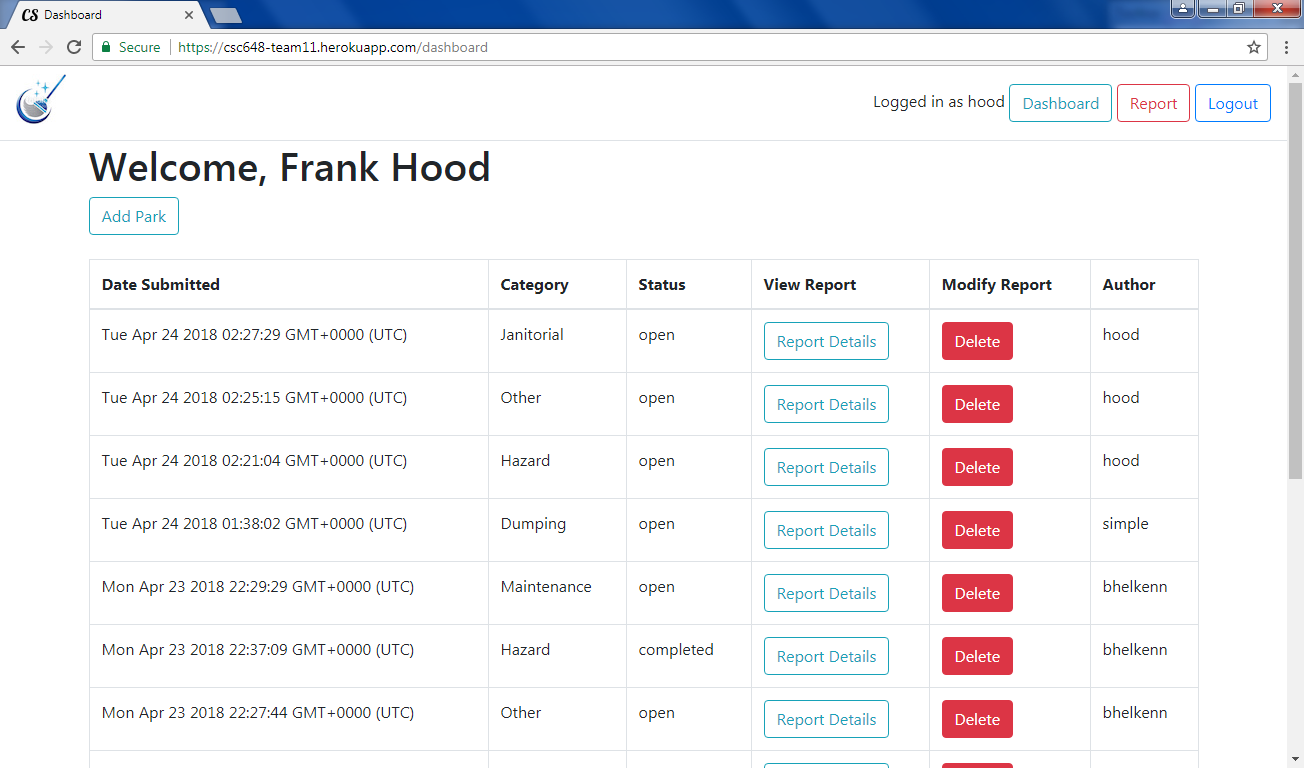 CS Dashboard
Secure https://csc648-team11.herokuapp.com/dashboard
Logged in as hood Dashboard Report Logout
Welcome, Frank Hood
Add Park
Date Submitted Category Status View Report Modify Report Author
Tue Apr 24 2018 02:27:29 GMT+0000 (UTC) Janitorial open Report Details Delete hood
Tue Apr 24 2018 02:25:15 GMT+0000 (UTC) Other open Report Details Delete hood
Tue Apr 24 2018 02:21:04 GMT+0000 (UTC) Hazard open Report Details Delete hood
Tue Apr 24 2018 01:38:02 GMT+0000 (UTC) Dumping open Report Details Delete simple
Mon Apr 23 2018 22:29:29 GMT+0000 (UTC) Maintenance open Report Details Delete bhelkenn
Mon Apr 23 2018 22:37:09 GMT+0000 (UTC) Hazard completed Report Details Delete bhelkenn
Mon Apr 23 2018 22:27:44 GMT+0000 (UTC) Other open Report Details Delete bhelkenn